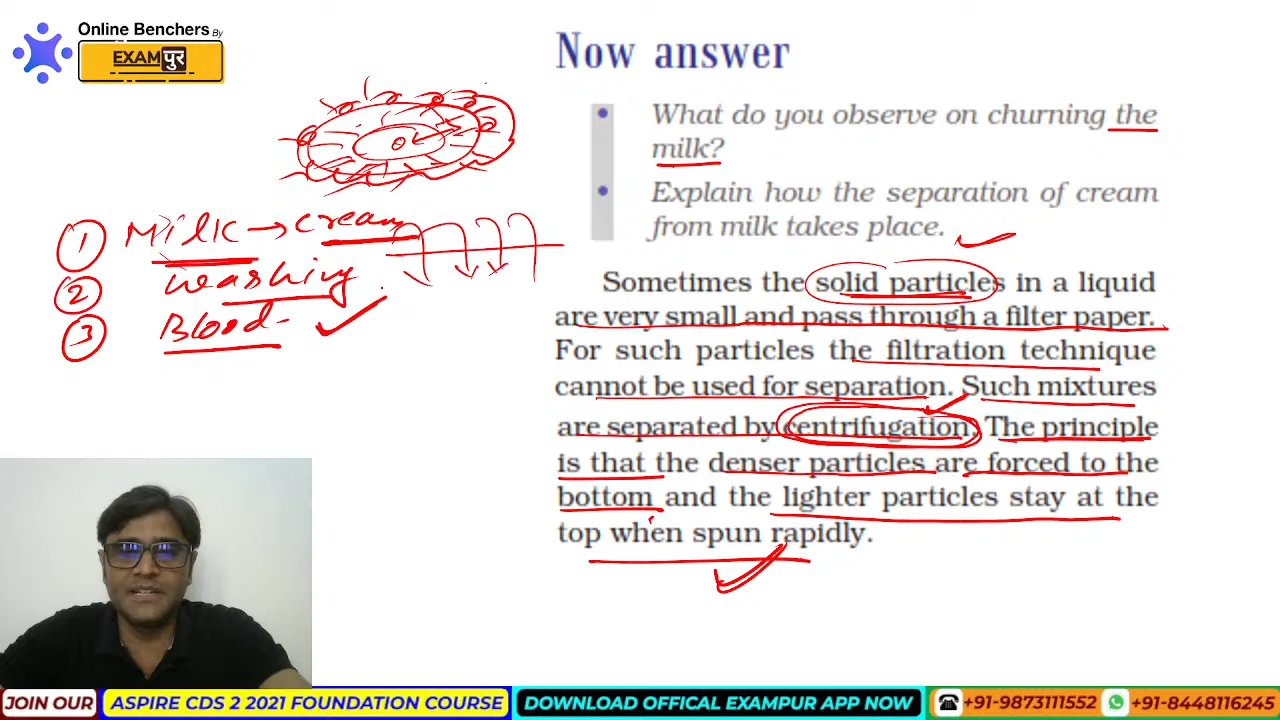 Online Benchers By
EXAMपुर
Now answer
What do you observe on churning the
milk?
Explain how the separation of cream
from milk takes place.
① Milk → cream
② Washing.
③ Blood-
Sometimes the solid particles in a liquid
are very small and pass through a filter paper.
For such particles the filtration technique
cannot be used for separation. Such mixtures
are separated by centrifugation. The principle
is that the denser particles are forced to the
bottom and the lighter particles stay at the
top when spun rapidly.
JOIN OUR ASPIRE CDS 2 2021 FOUNDATION COURSE DOWNLOAD OFFICAL EXAMPUR APP NOW +91-9873111552 +91-8448116245